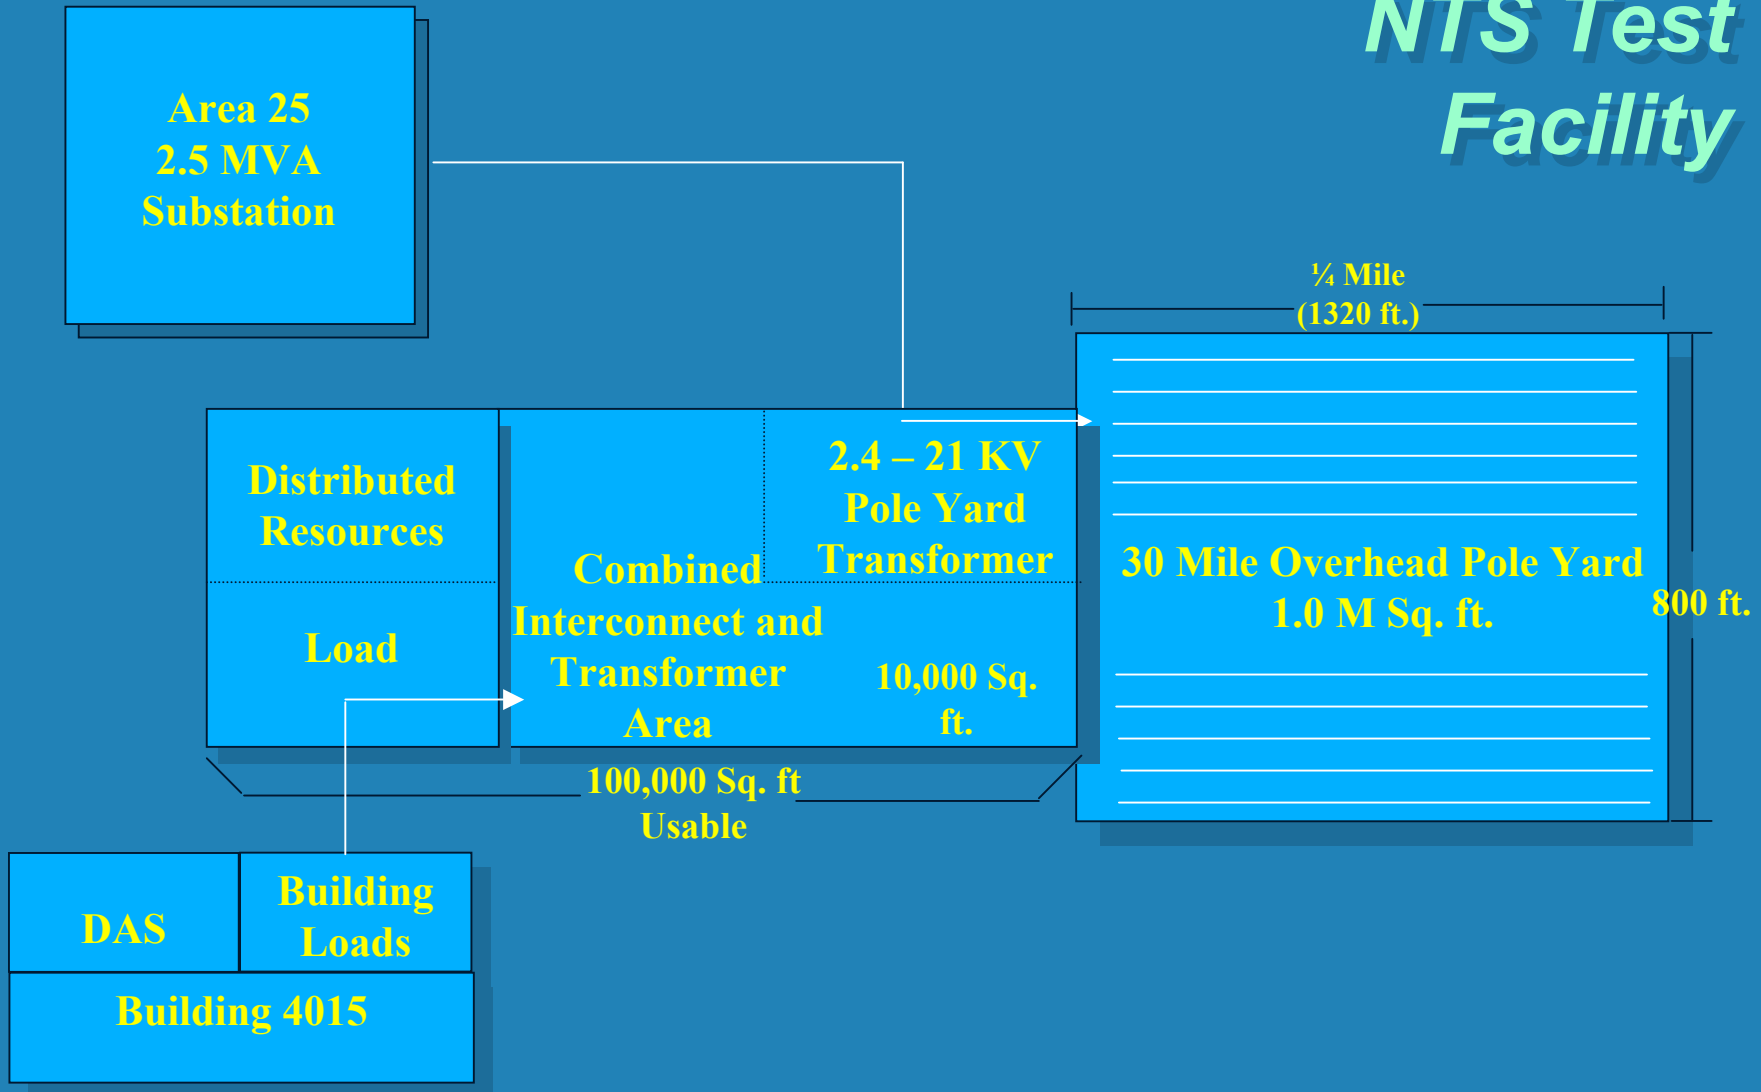 NTS Test
Facility
Area 25
2.5 MVA
Substation
¼ Mile
(1320 ft.)
Distributed
Resources
Load
Combined
Interconnect and
Transformer
Area
2.4 – 21 KV
Pole Yard
Transformer
10,000 Sq.
ft.
30 Mile Overhead Pole Yard
1.0 M Sq. ft.
800 ft.
100,000 Sq. ft
Usable
DAS
Building
Loads
Building 4015